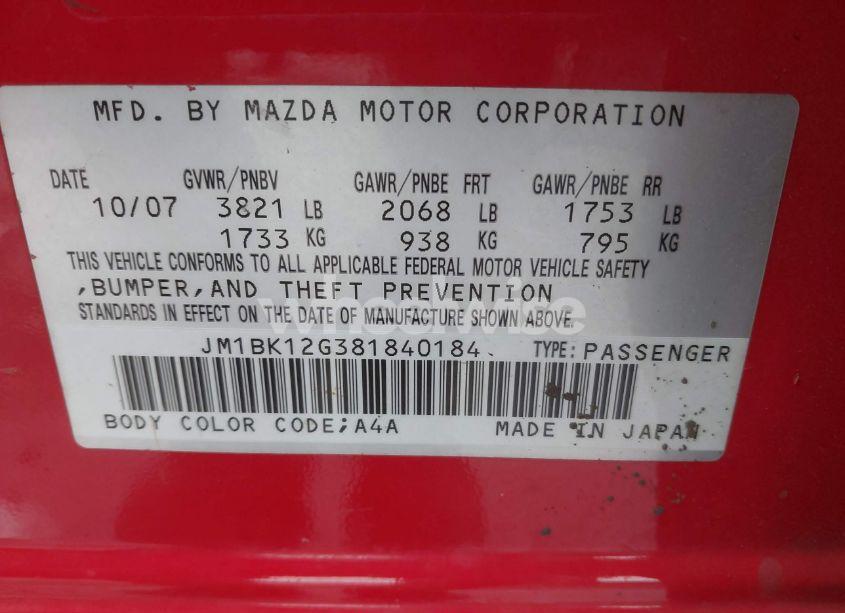 MFD. BY MAZDA MOTOR CORPORATION
DATE GVWR/PNBV GAWR/PNBE FRT GAWR/PNBE RR
10/07 3821 LB 2068 LB 1753 LB
1733 KG 938 KG 795 KG
THIS VEHICLE CONFORMS TO ALL APPLICABLE FEDERAL MOTOR VEHICLE SAFETY
,BUMPER,AND THEFT PREVENTION
STANDARDS IN EFFECT ON THE DATE OF MANUFACTURE SHOWN ABOVE.
wheelwise
JM1BK12G381840184 TYPE: PASSENGER
BODY COLOR CODE;A4A MADE IN JAPAN